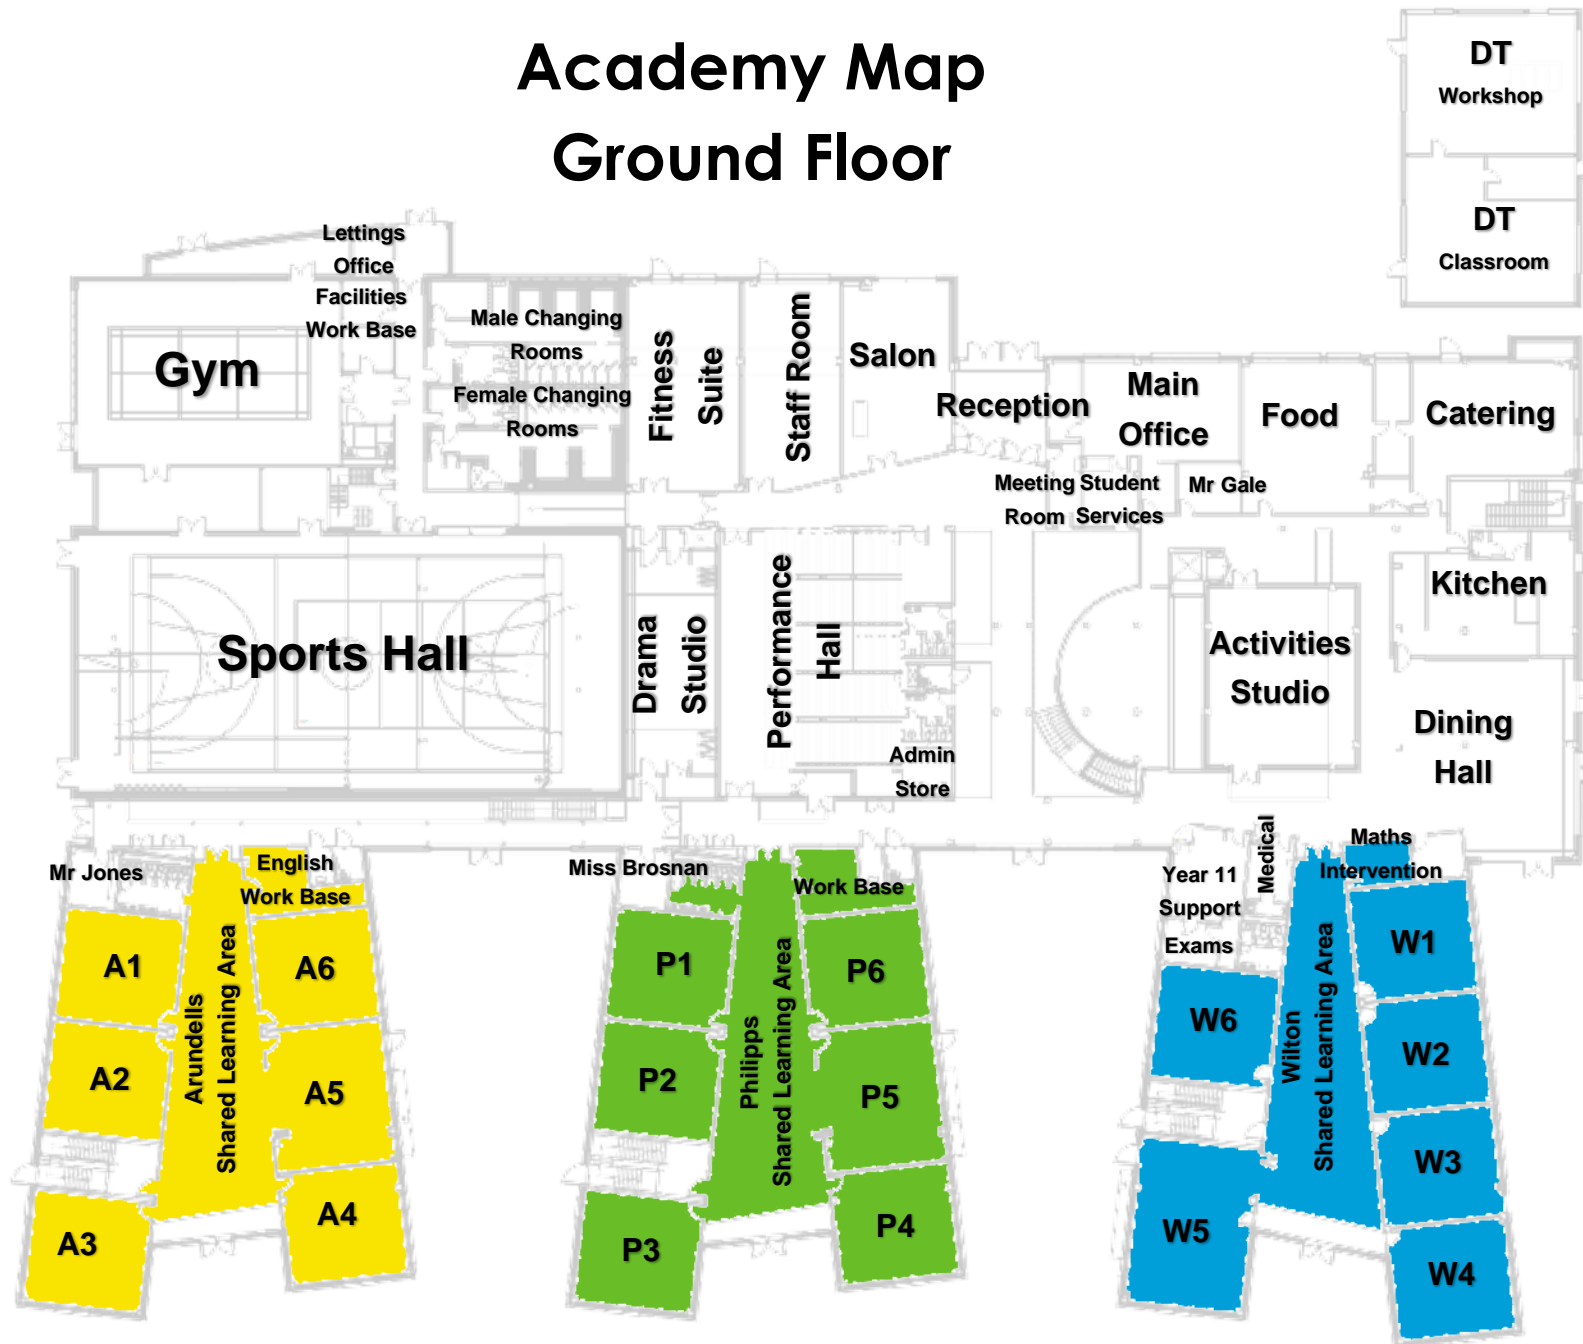 Academy Map
Ground Floor
DT
Workshop
DT
Classroom
Lettings
Office
Facilities
Work Base
Gym
Male Changing
Rooms
Female Changing
Rooms
Fitness
Suite
Staff Room
Salon
Reception
Main
Office
Food
Catering
Meeting
Room
Student
Services
Mr Gale
Sports Hall
Drama
Studio
Performance
Hall
Admin
Store
Activities
Studio
Kitchen
Dining
Hall
Mr Jones
English
Work Base
A1
A2
A3
Arundells
Shared Learning Area
A6
A5
A4
Miss Brosnan
Work Base
P1
P2
P3
Philipps
Shared Learning Area
P6
P5
P4
Year 11
Support
Medical
Exams
Maths
Intervention
W6
W5
Wilton
Shared Learning Area
W1
W2
W3
W4